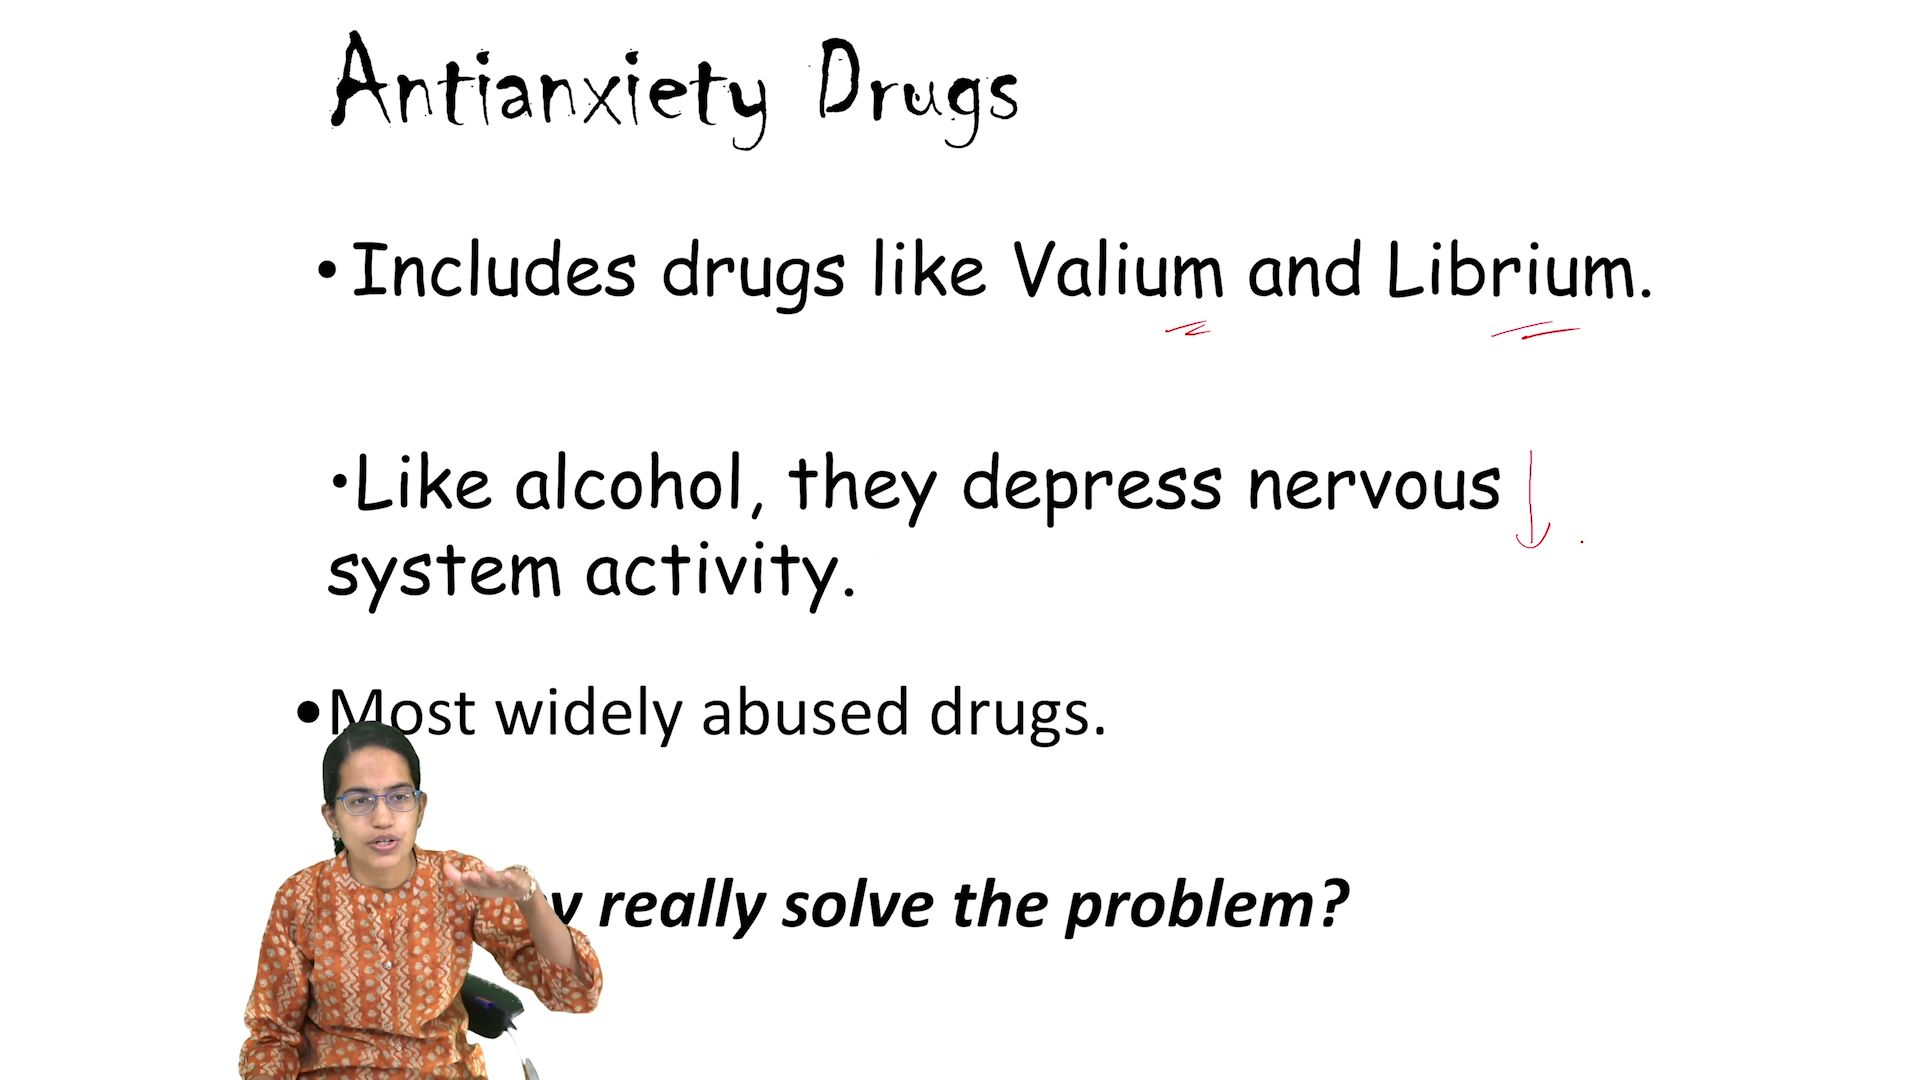 Antianxiety Drugs
•Includes drugs like Valium and Librium.
•Like alcohol, they depress nervous
system activity.
•Most widely abused drugs.
really solve the problem?